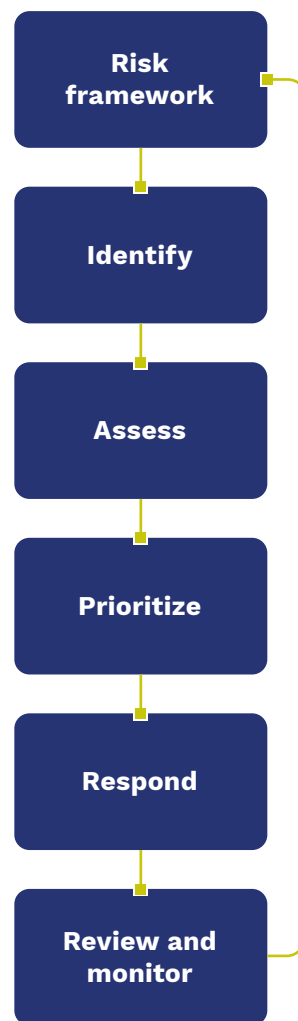 Risk
framework
Identify
Assess
Prioritize
Respond
Review and
monitor